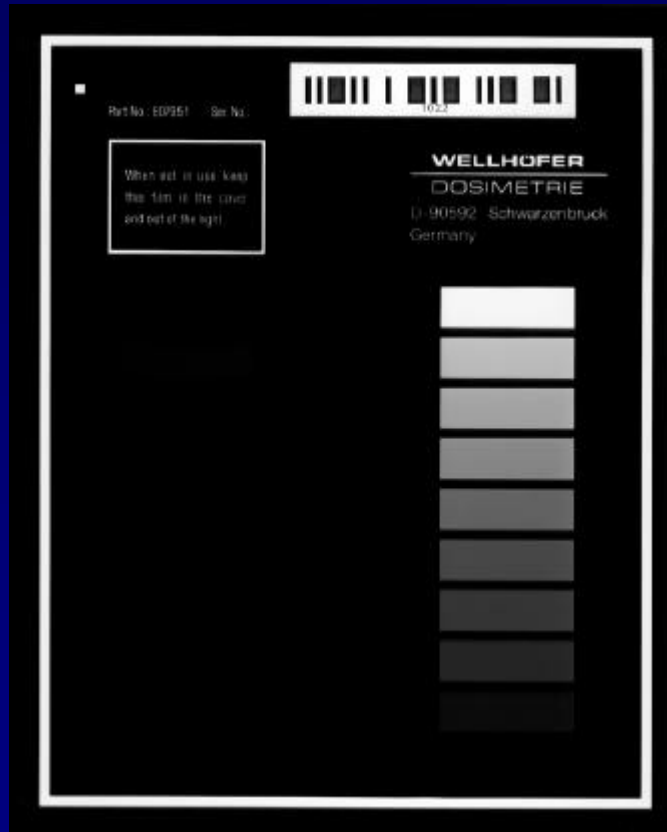 1022
Part No.: E07951 Ser. No.:
WELLHÖFER
DOSIMETRIE
D-90592 Schwarzenbruck
Germany
When not in use keep
this film in the cover
and out of the light.